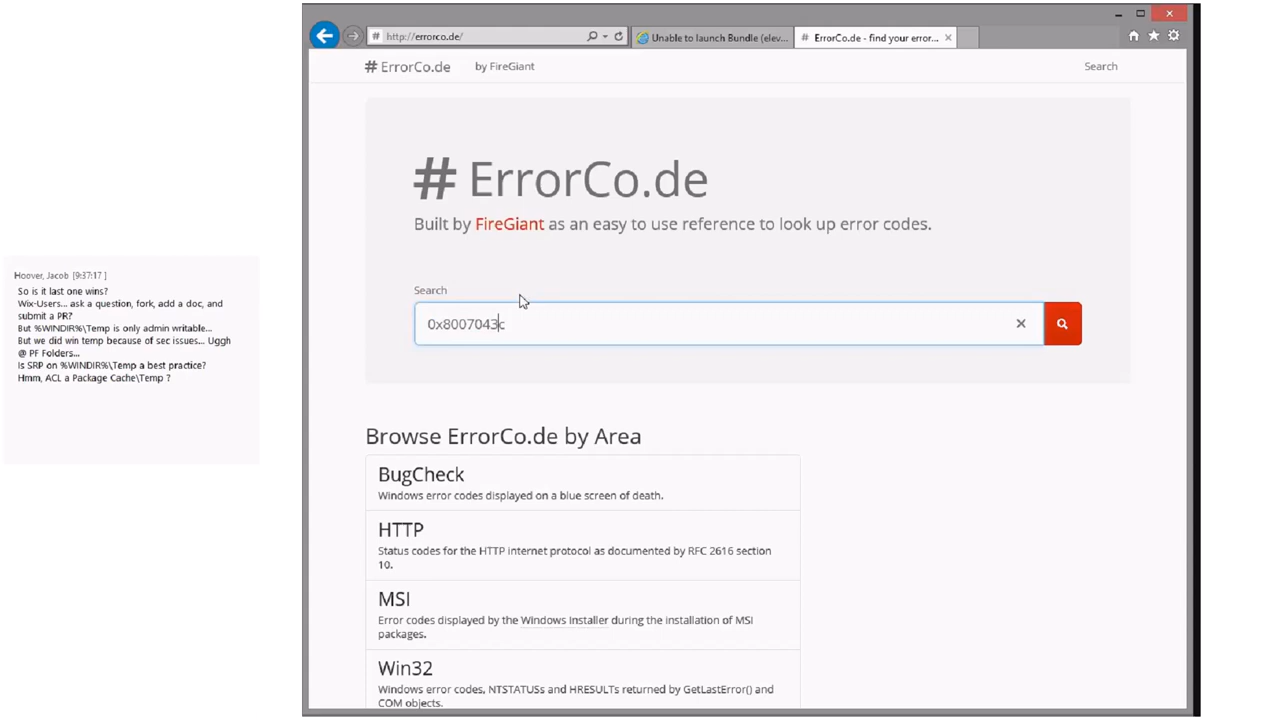 http://errorco.de/
Unable to launch Bundle (elev...
# ErrorCo.de - find your error...
# ErrorCo.de
by FireGiant
Search
# ErrorCo.de
Built by FireGiant as an easy to use reference to look up error codes.
Search
0x8007043c
Browse ErrorCo.de by Area
BugCheck
Windows error codes displayed on a blue screen of death.
HTTP
Status codes for the HTTP internet protocol as documented by RFC 2616 section
10.
MSI
Error codes displayed by the Windows Installer during the installation of MSI
packages.
Win32
Windows error codes, NTSTATUSs and HRESULTs returned by GetLastError() and
COM objects.
Hoover, Jacob [9:37:17 ]
So is it last one wins?
Wix-Users... ask a question, fork, add a doc, and
submit a PR?
But %WINDIR%\Temp is only admin writable...
But we did win temp because of sec issues... Uggh
@ PF Folders...
Is SRP on %WINDIR%\Temp a best practice?
Hmm, ACL a Package Cache\Temp ?